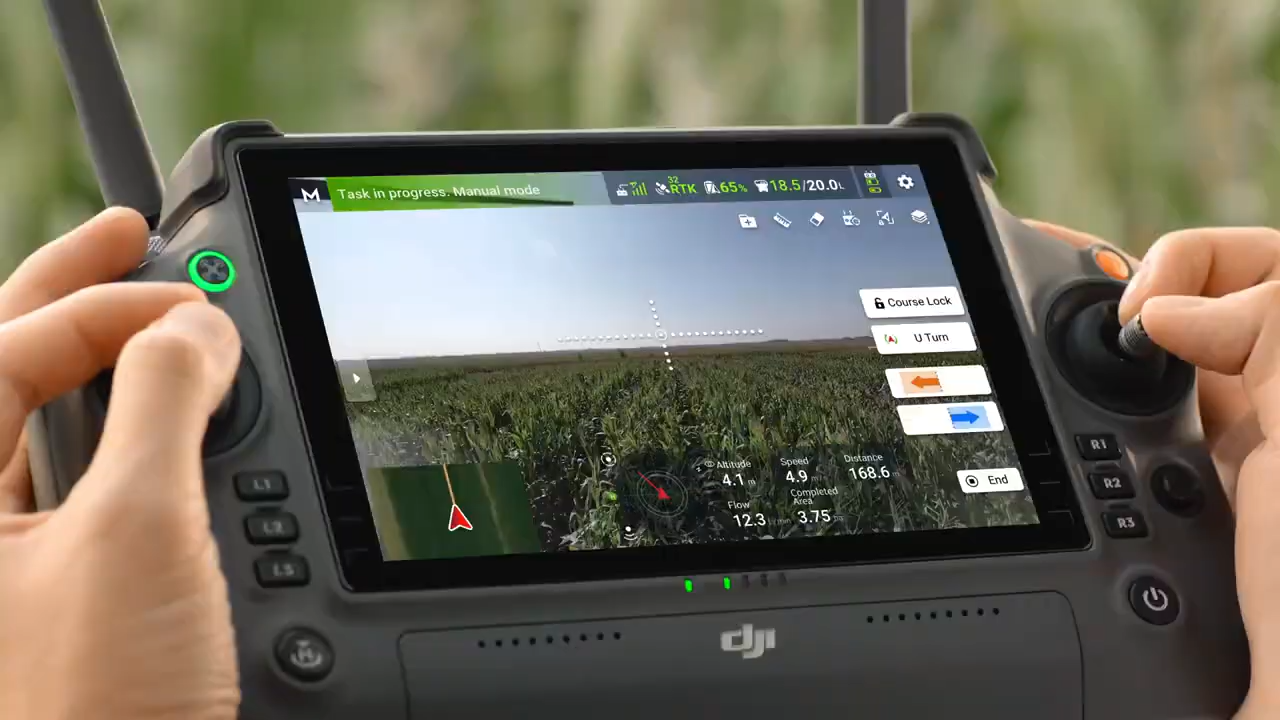 M Task in progress. Manual mode
32
RTK 65% 18.5/20.0L
Course Lock
U Turn
Altitude Speed Distance
4.1 m 4.9 m/s 168.6
Flow Completed Area
12.3 L/min 3.75
End
L1
L2
L3
R1
R2
R3
dji